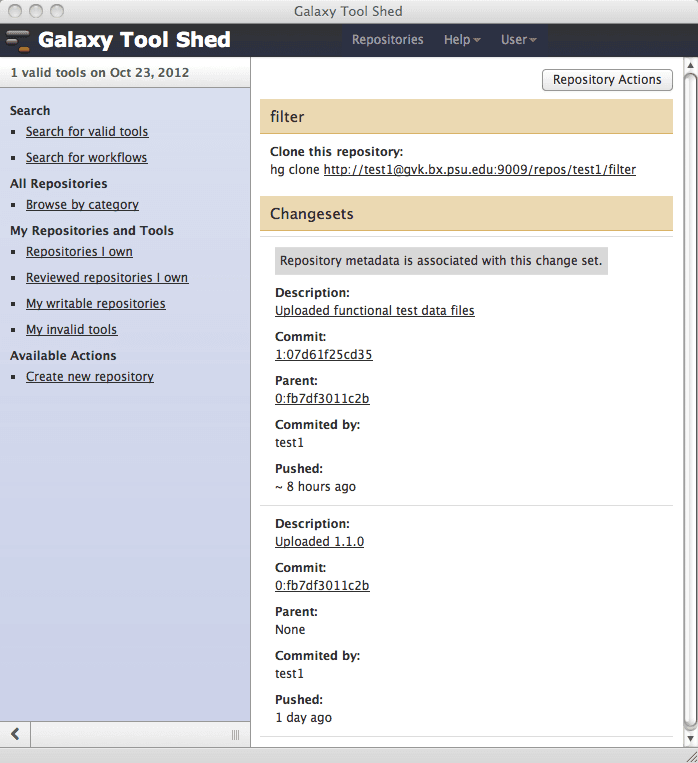 Galaxy Tool Shed
Galaxy Tool Shed
Repositories Help User
1 valid tools on Oct 23, 2012
Search
Search for valid tools
Search for workflows
All Repositories
Browse by category
My Repositories and Tools
Repositories I own
Reviewed repositories I own
My writable repositories
My invalid tools
Available Actions
Create new repository
Repository Actions
filter
Clone this repository:
hg clone http://test1@gvk.bx.psu.edu:9009/repos/test1/filter
Changesets
Repository metadata is associated with this change set.
Description:
Uploaded functional test data files
Commit:
1:07d61f25cd35
Parent:
0:fb7df3011c2b
Commited by:
test1
Pushed:
~ 8 hours ago
Description:
Uploaded 1.1.0
Commit:
0:fb7df3011c2b
Parent:
None
Commited by:
test1
Pushed:
1 day ago